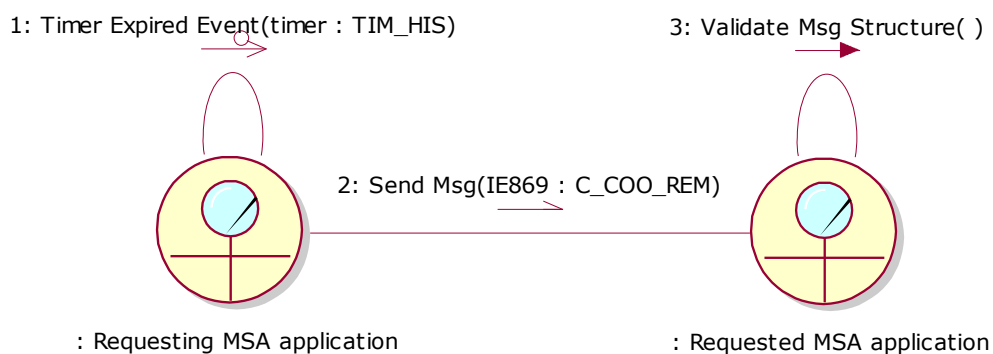 1: Timer Expired Event(timer : TIM_HIS)
3: Validate Msg Structure( )
2: Send Msg(IE869 : C_COO_REM)
: Requesting MSA application
: Requested MSA application